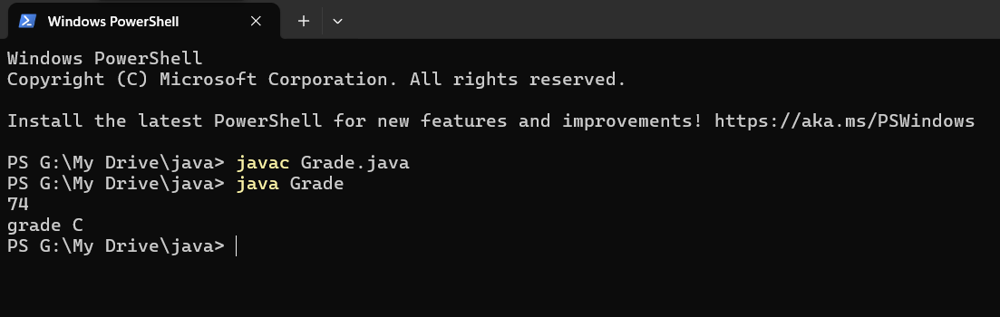 Windows PowerShell
Windows PowerShell
Copyright (C) Microsoft Corporation. All rights reserved.
Install the latest PowerShell for new features and improvements! https://aka.ms/PSWindows
PS G:\My Drive\java> javac Grade.java
PS G:\My Drive\java> java Grade
74
grade C
PS G:\My Drive\java>